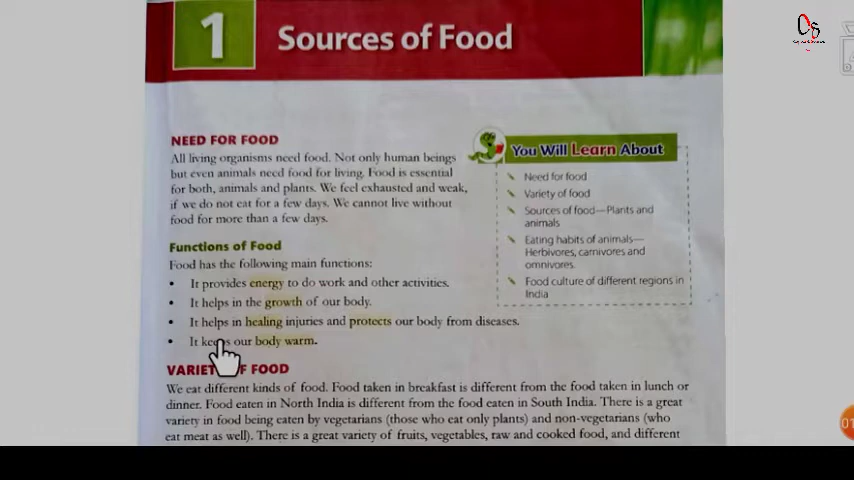 1
Sources of Food
NEED FOR FOOD
All living organisms need food. Not only human beings
but even animals need food for living. Food is essential
for both, animals and plants. We feel exhausted and weak,
if we do not eat for a few days. We cannot live without
food for more than a few days.
Functions of Food
Food has the following main functions:
• It provides energy to do work and other activities.
• It helps in the growth of our body.
• It helps in healing injuries and protects our body from diseases.
• It keeps our body warm.
You Will Learn About
Need for food
Variety of food
Sources of food—Plants and
animals
Eating habits of animals—
Herbivores, carnivores and
omnivores.
Food culture of different regions in
India
VARIETY OF FOOD
We eat different kinds of food. Food taken in breakfast is different from the food taken in lunch or
dinner. Food eaten in North India is different from the food eaten in South India. There is a great
variety in food being eaten by vegetarians (those who eat only plants) and non-vegetarians (who
eat meat as well). There is a great variety of fruits, vegetables, raw and cooked food, and different